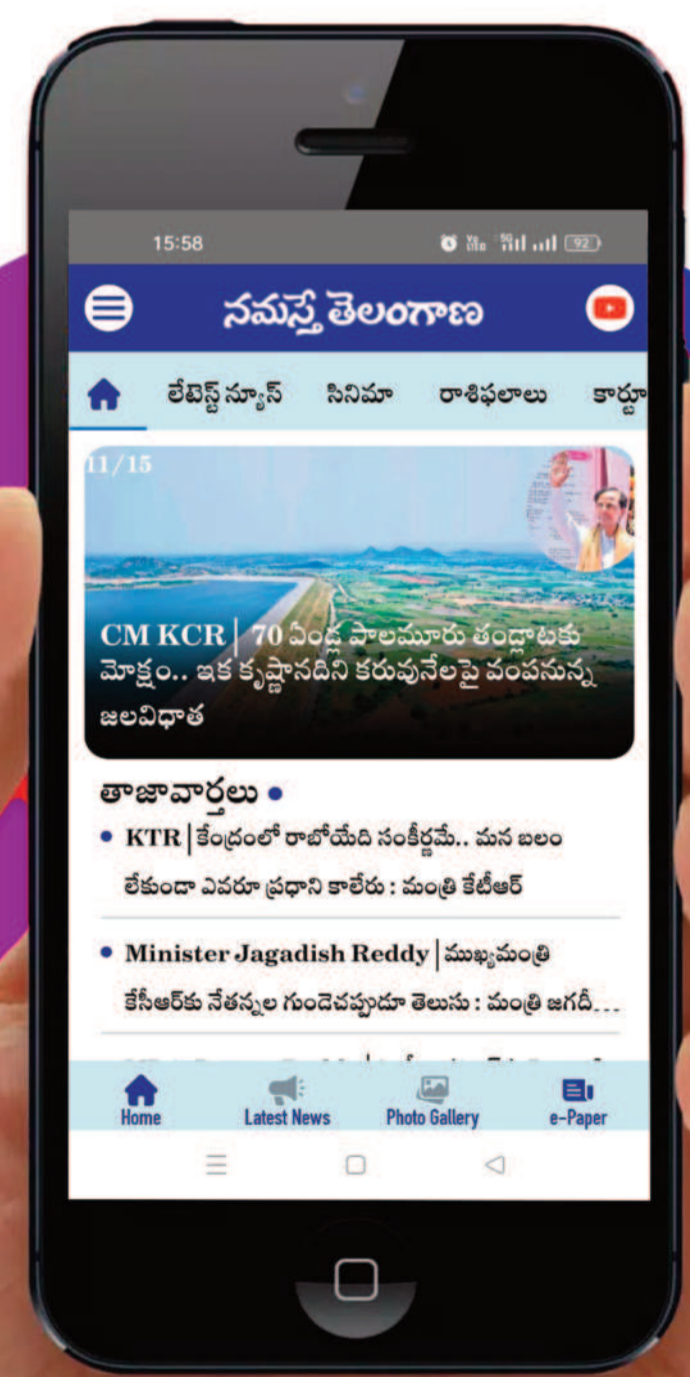 15:58 5G 92
నమస్తే తెలంగాణ
లేటెస్ట్ న్యూస్ సినిమా రాశిఫలాలు కార్టూ
11/15
CM KCR | 70 ఏండ్ల పాలమూరు తండ్లాటకు
మోక్షం.. ఇక కృష్ణానదిని కరువునేలపై వంపనున్న
జలవిధాత
తాజావార్తలు
KTR | కేంద్రంలో రాబోయేది సంకీర్ణమే.. మన బలం
లేకుండా ఎవరూ ప్రధాని కాలేరు : మంత్రి కేటీఆర్
Minister Jagadish Reddy | ముఖ్యమంత్రి
కేసీఆర్‌కు నేతన్నల గుండెచప్పుడూ తెలుసు : మంత్రి జగదీ...
Home Latest News Photo Gallery e-Paper